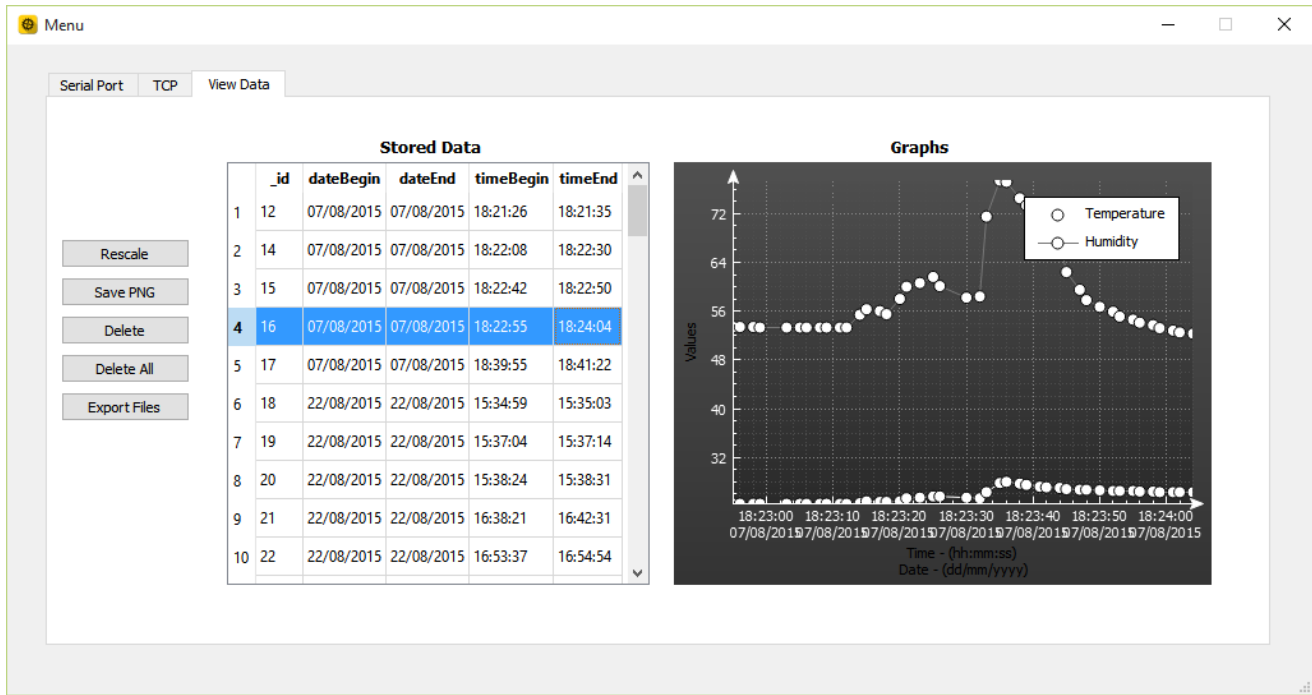 Menu
Serial Port TCP View Data
Stored Data
_id dateBegin dateEnd timeBegin timeEnd
1 12 07/08/2015 07/08/2015 18:21:26 18:21:35
2 14 07/08/2015 07/08/2015 18:22:08 18:22:30
3 15 07/08/2015 07/08/2015 18:22:42 18:22:50
4 16 07/08/2015 07/08/2015 18:22:55 18:24:04
5 17 07/08/2015 07/08/2015 18:39:55 18:41:22
6 18 22/08/2015 22/08/2015 15:34:59 15:35:03
7 19 22/08/2015 22/08/2015 15:37:04 15:37:14
8 20 22/08/2015 22/08/2015 15:38:24 15:38:31
9 21 22/08/2015 22/08/2015 16:38:21 16:42:31
10 22 22/08/2015 22/08/2015 16:53:37 16:54:54
Rescale
Save PNG
Delete
Delete All
Export Files
Graphs
Temperature
Humidity
72
64
56
48
40
32
Values
18:23:00 18:23:10 18:23:20 18:23:30 18:23:40 18:23:50 18:24:00
07/08/2015 07/08/2015 07/08/2015 07/08/2015 07/08/2015 07/08/2015 07/08/2015
Time - (hh:mm:ss)
Date - (dd/mm/yyyy)